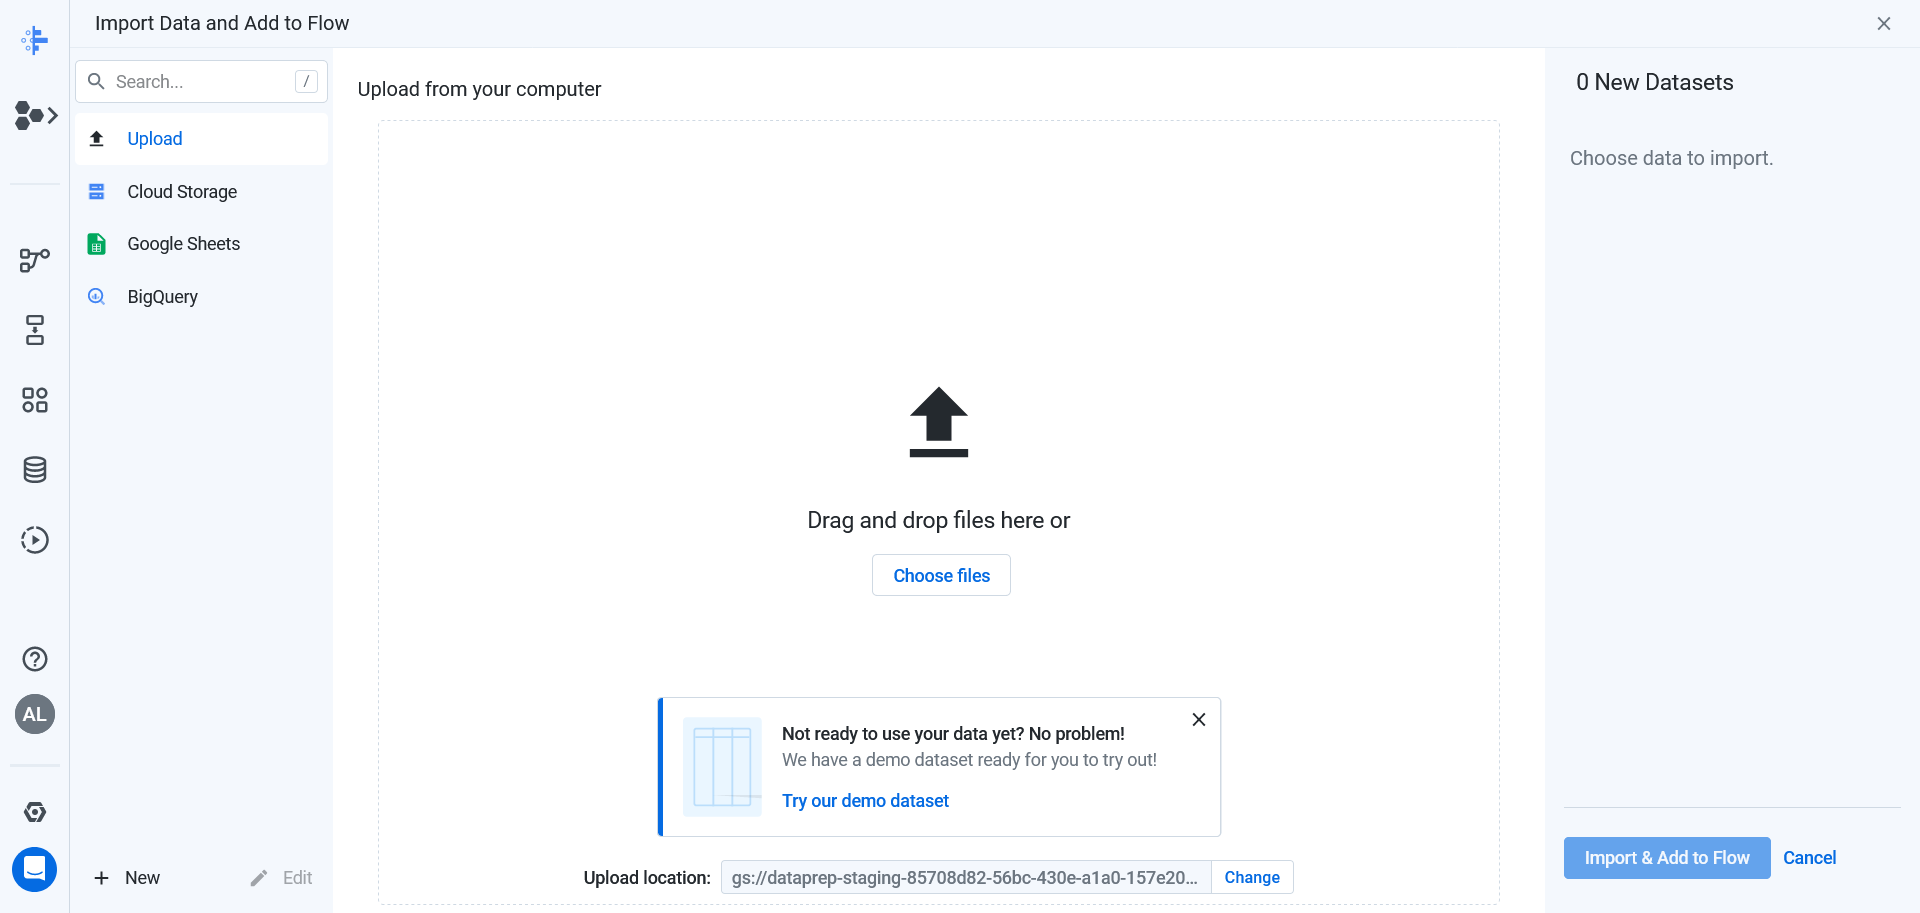 Import Data and Add to Flow
Search...
/
Upload
Cloud Storage
Google Sheets
BigQuery
AL
New
Edit
Upload from your computer
Drag and drop files here or
Choose files
Not ready to use your data yet? No problem!
We have a demo dataset ready for you to try out!
Try our demo dataset
Upload location:
gs://dataprep-staging-85708d82-56bc-430e-a1a0-157e20...
Change
0 New Datasets
Choose data to import.
Import & Add to Flow
Cancel